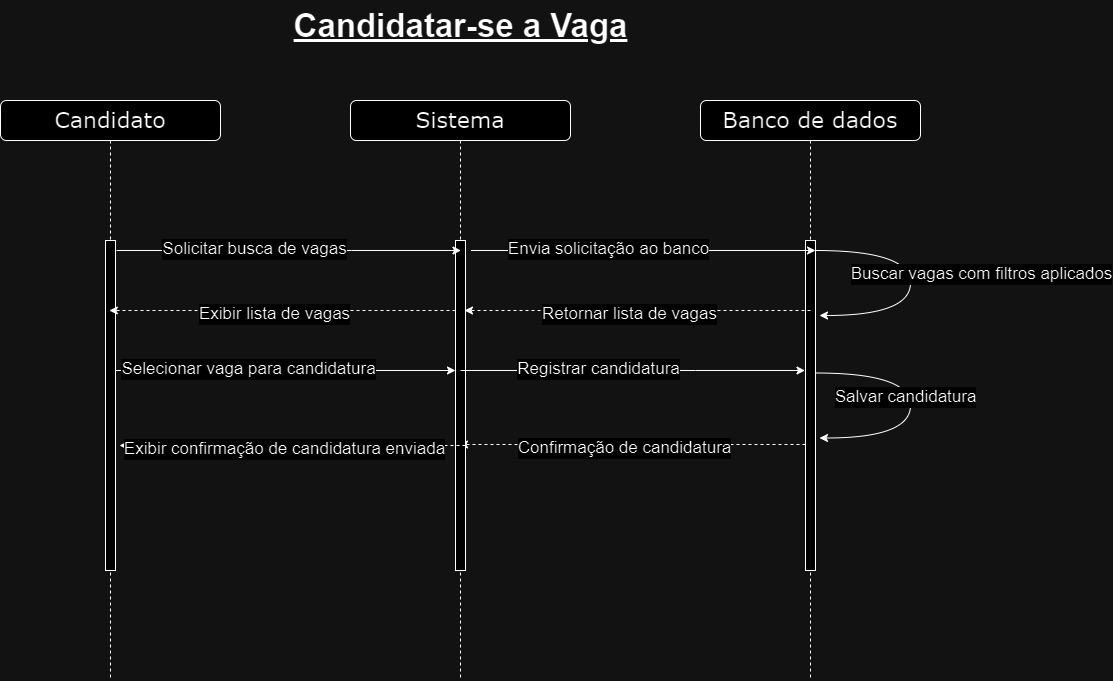 Candidatar-se a Vaga
Candidato
Sistema
Banco de dados
Solicitar busca de vagas
Envia solicitação ao banco
Buscar vagas com filtros aplicados
Exibir lista de vagas
Retornar lista de vagas
Selecionar vaga para candidatura
Registrar candidatura
Salvar candidatura
Exibir confirmação de candidatura enviada
Confirmação de candidatura